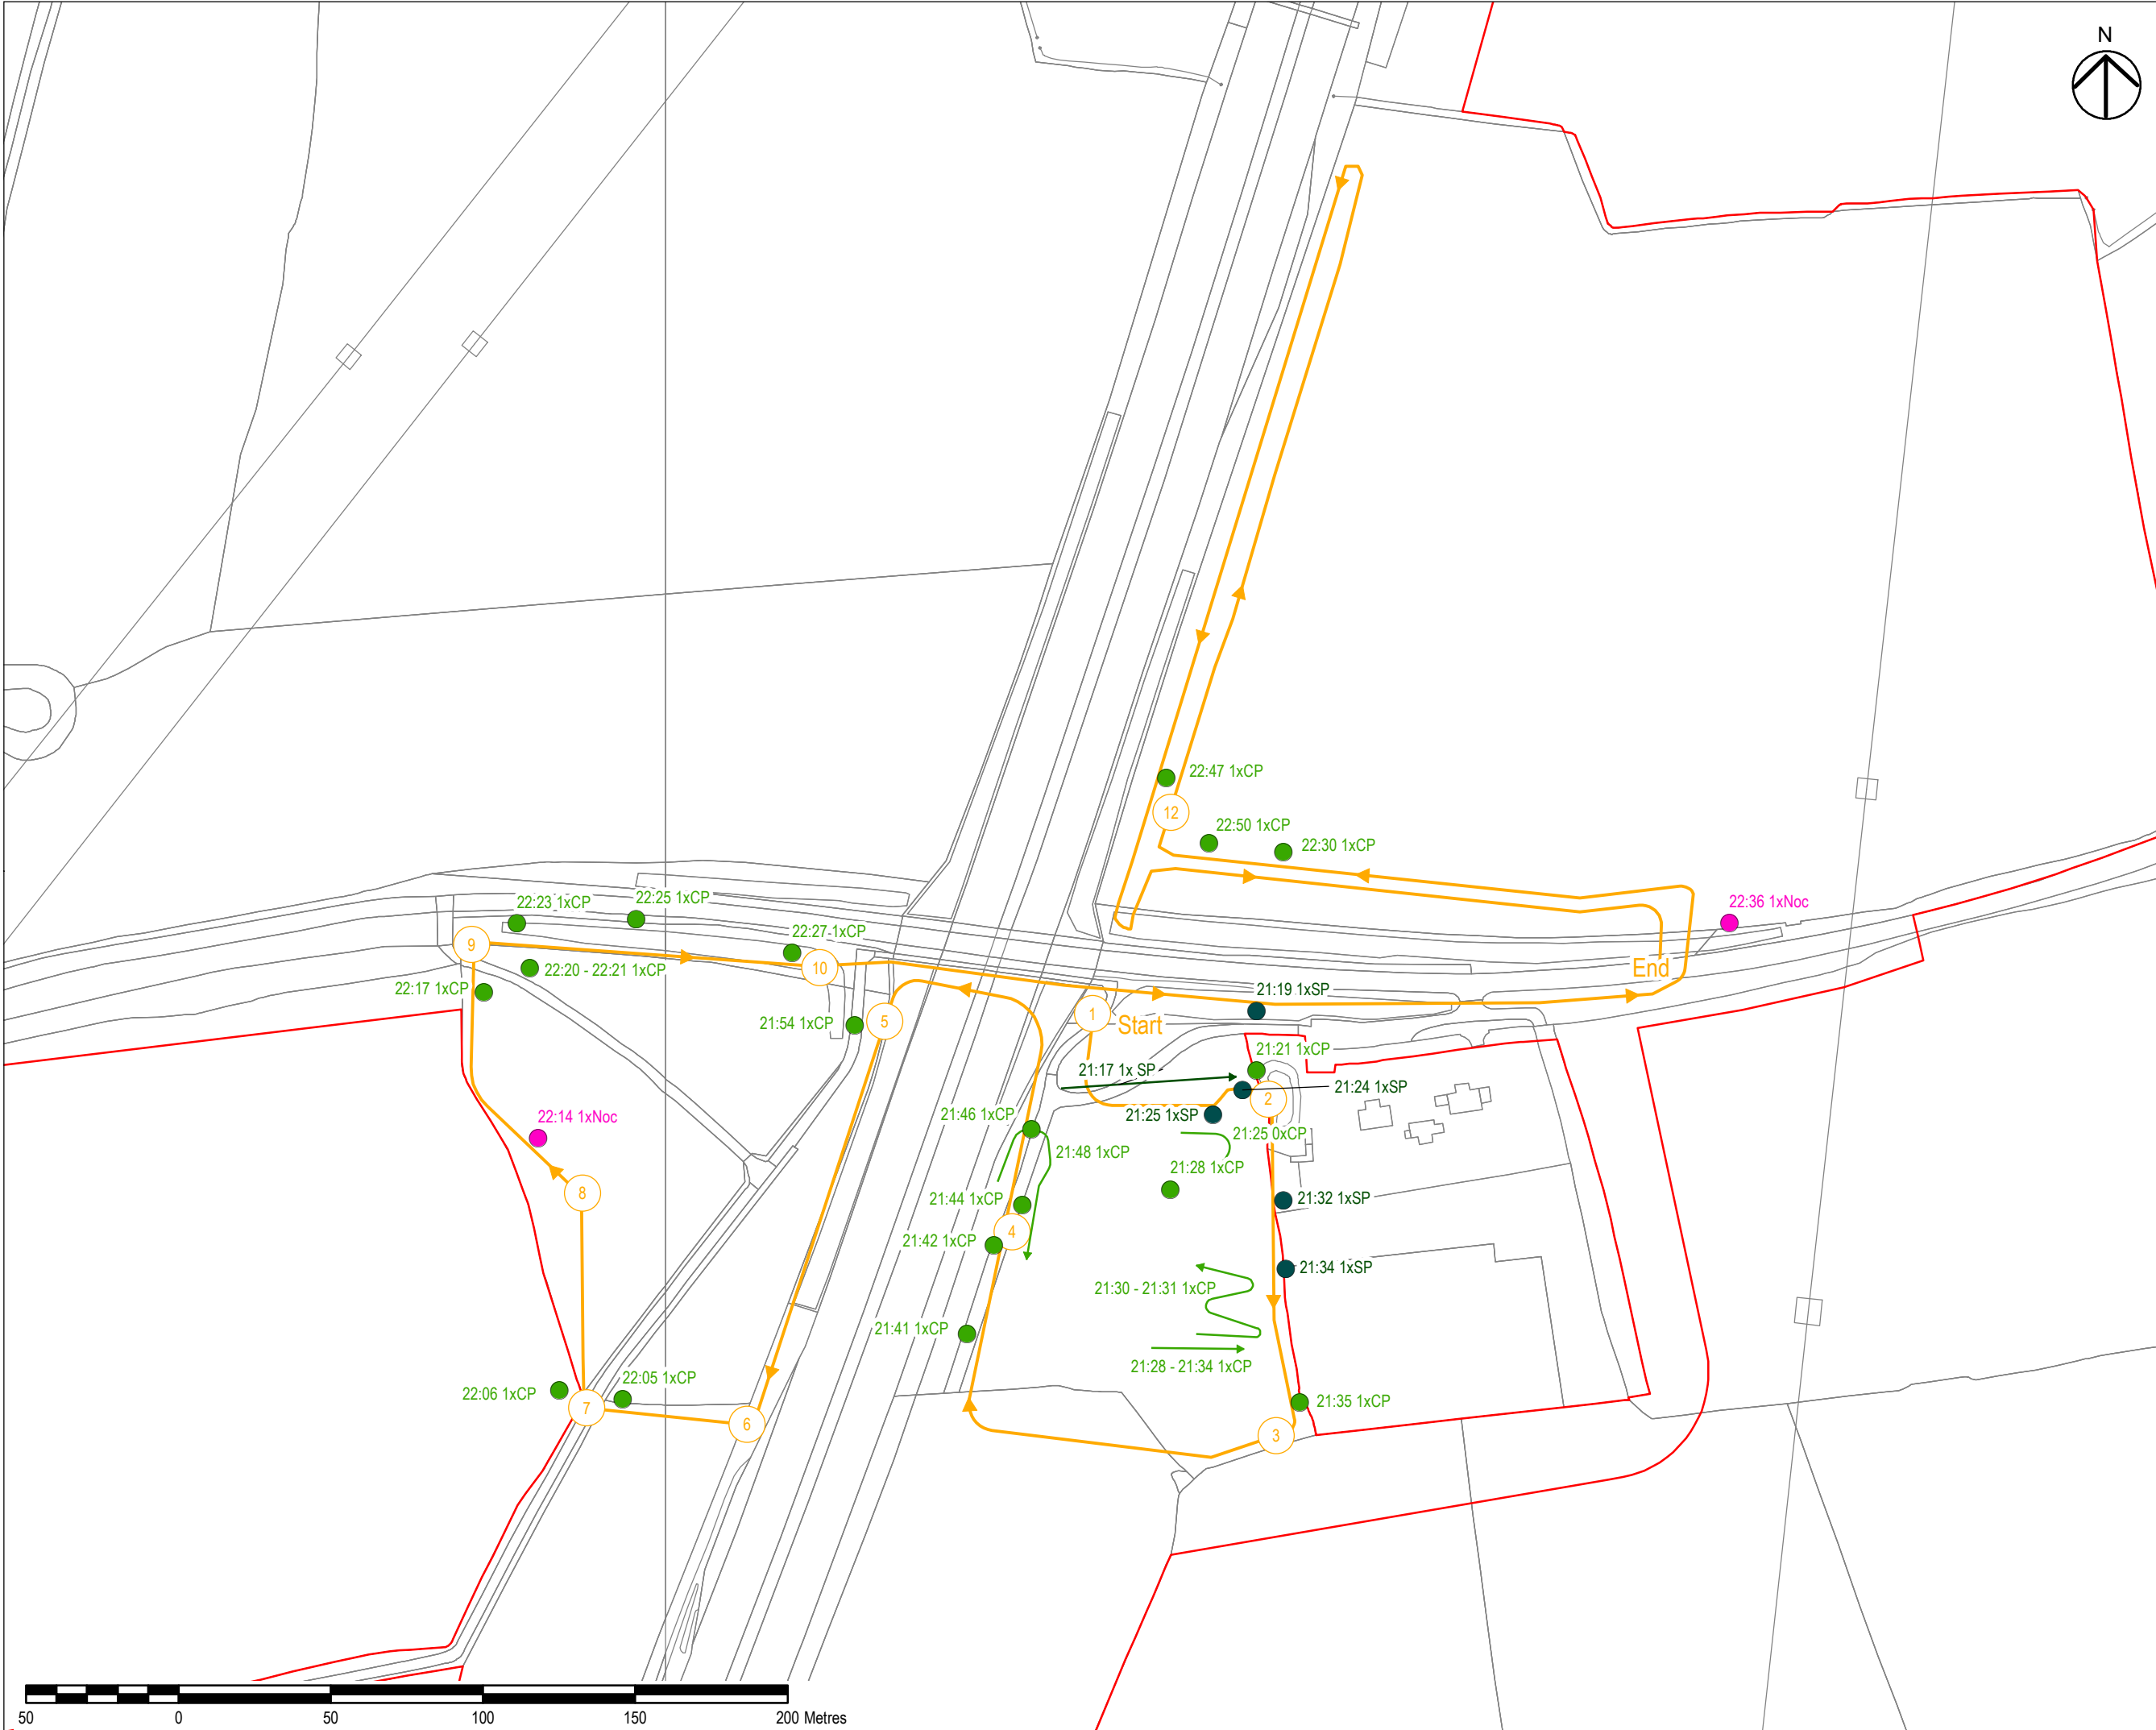 N
22:47 1xCP
12
22:50 1xCP
22:30 1xCP
22:23 1xCP
22:25 1xCP
22:36 1xNoc
22:27 1xCP
9
10
End
22:20 - 22:21 1xCP
22:17 1xCP
21:19 1xSP
21:54 1xCP
5
1
Start
21:21 1xCP
21:17 1x SP
21:24 1xSP
2
22:14 1xNoc
21:46 1xCP
21:25 1xSP
21:25 0xCP
21:48 1xCP
21:28 1xCP
8
21:44 1xCP
21:32 1xSP
4
21:42 1xCP
21:34 1xSP
21:30 - 21:31 1xCP
21:41 1xCP
21:28 - 21:34 1xCP
22:06 1xCP
22:05 1xCP
21:35 1xCP
7
6
3
50 0 50 100 150 200 Metres